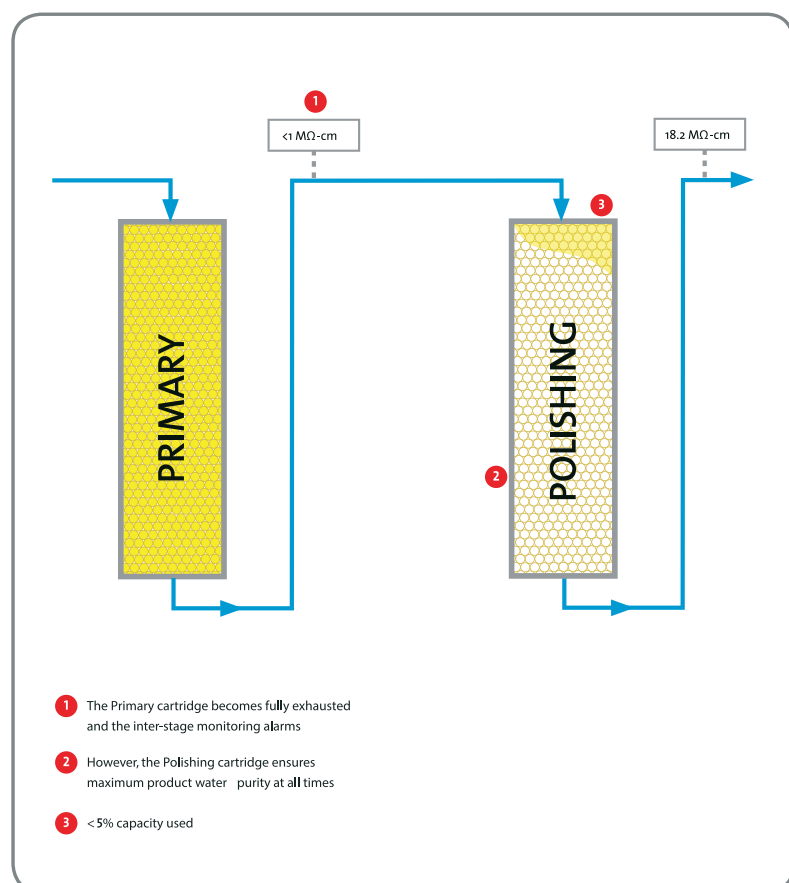 1
<1 MΩ-cm
18.2 MΩ-cm
3
PRIMARY
POLISHING
2
1 The Primary cartridge becomes fully exhausted
and the inter-stage monitoring alarms
2 However, the Polishing cartridge ensures
maximum product water purity at all times
3 <5% capacity used